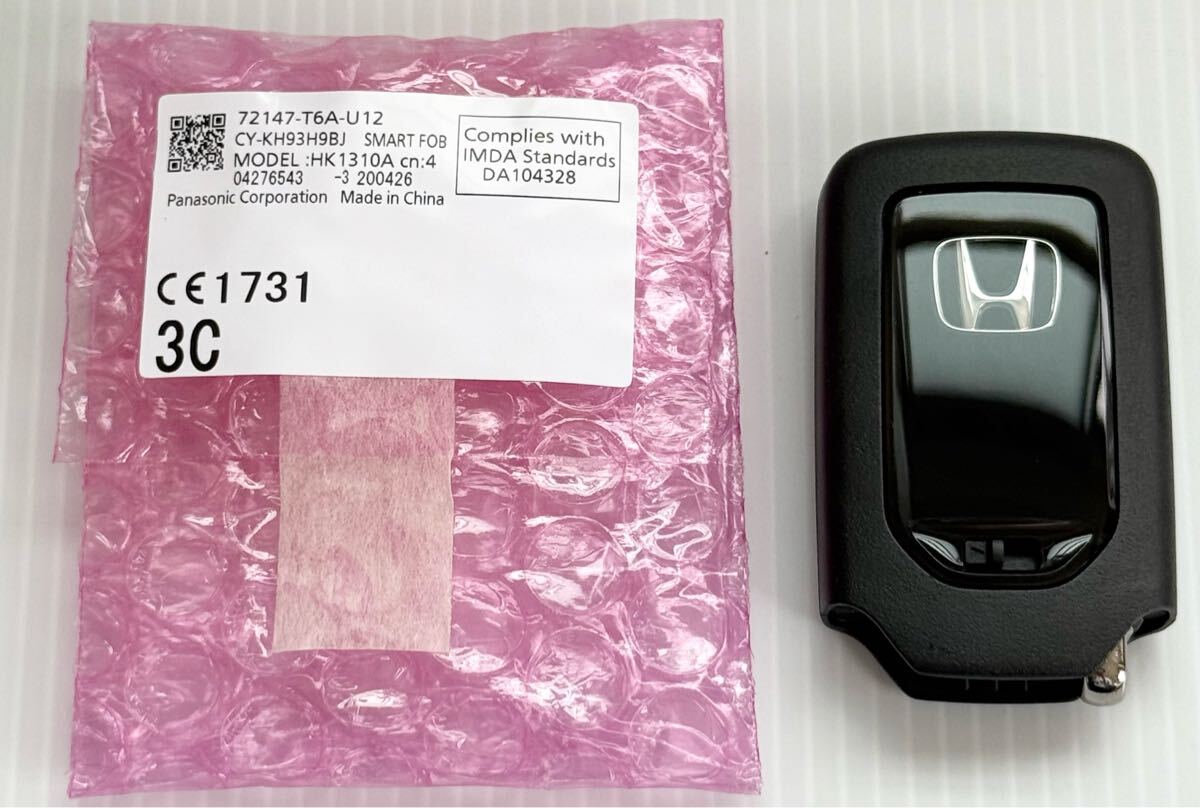 72147-T6A-U12
CY-KH93H9BJ SMART FOB
MODEL :HK1310A cn:4
04276543 -3 200426
Panasonic Corporation Made in China
Complies with
IMDA Standards
DA104328
CE1731
3C